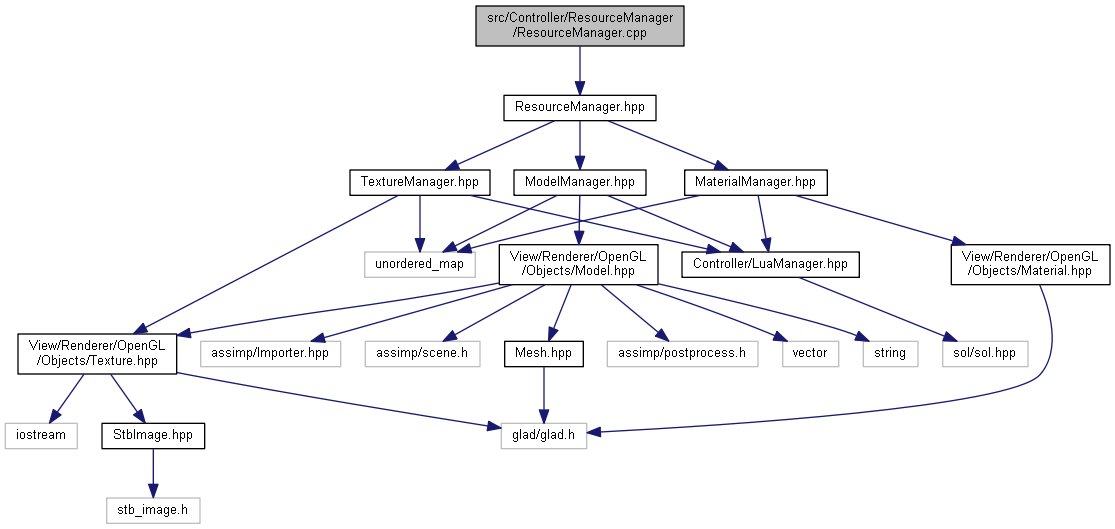 src/Controller/ResourceManager
/ResourceManager.cpp
ResourceManager.hpp
TextureManager.hpp
ModelManager.hpp
MaterialManager.hpp
unordered_map
View/Renderer/OpenGL
/Objects/Model.hpp
Controller/LuaManager.hpp
View/Renderer/OpenGL
/Objects/Material.hpp
View/Renderer/OpenGL
/Objects/Texture.hpp
assimp/Importer.hpp
assimp/scene.h
Mesh.hpp
assimp/postprocess.h
vector
string
sol/sol.hpp
iostream
StbImage.hpp
glad/glad.h
stb_image.h